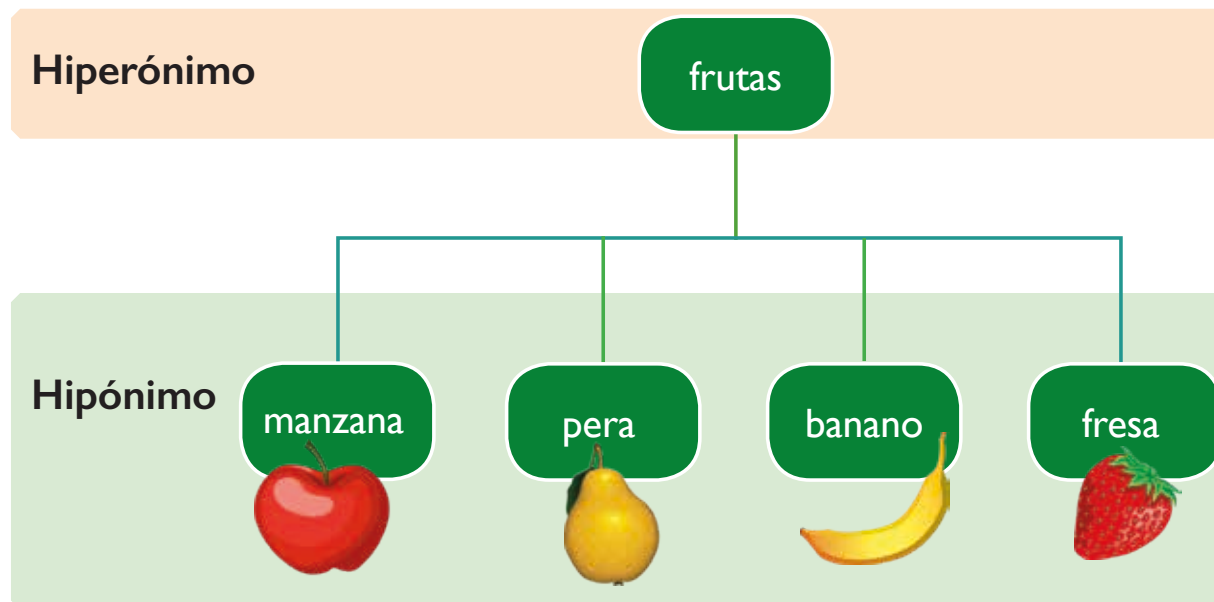 Hiperónimo
frutas
Hipónimo
manzana
pera
banano
fresa